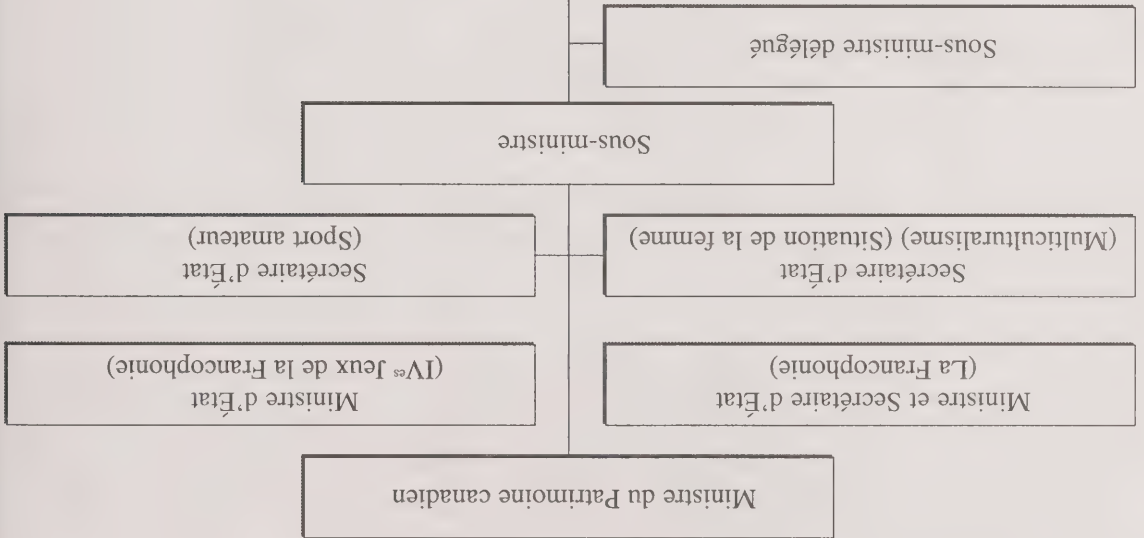 Ministre du Patrimoine canadien
Ministre et Secrétaire d'État
(La Francophonie)
Ministre d'État
(IVes Jeux de la Francophonie)
Secrétaire d'État
(Multiculturalisme) (Situation de la femme)
Secrétaire d'État
(Sport amateur)
Sous-ministre
Sous-ministre délégué